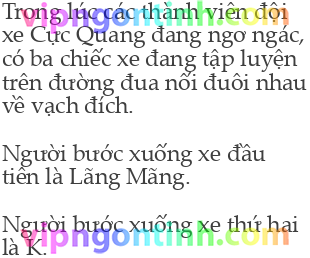 vipngontinh.com
Trong lúc các thành viên đội
xe Cực Quang đang ngơ ngác,
có ba chiếc xe đang tập luyện
trên đường đua nối đuôi nhau
về vạch đích.
Người bước xuống xe đầu
tiên là Lãng Mãng.
Người bước xuống xe thứ hai
là K.
vipngontinh.com